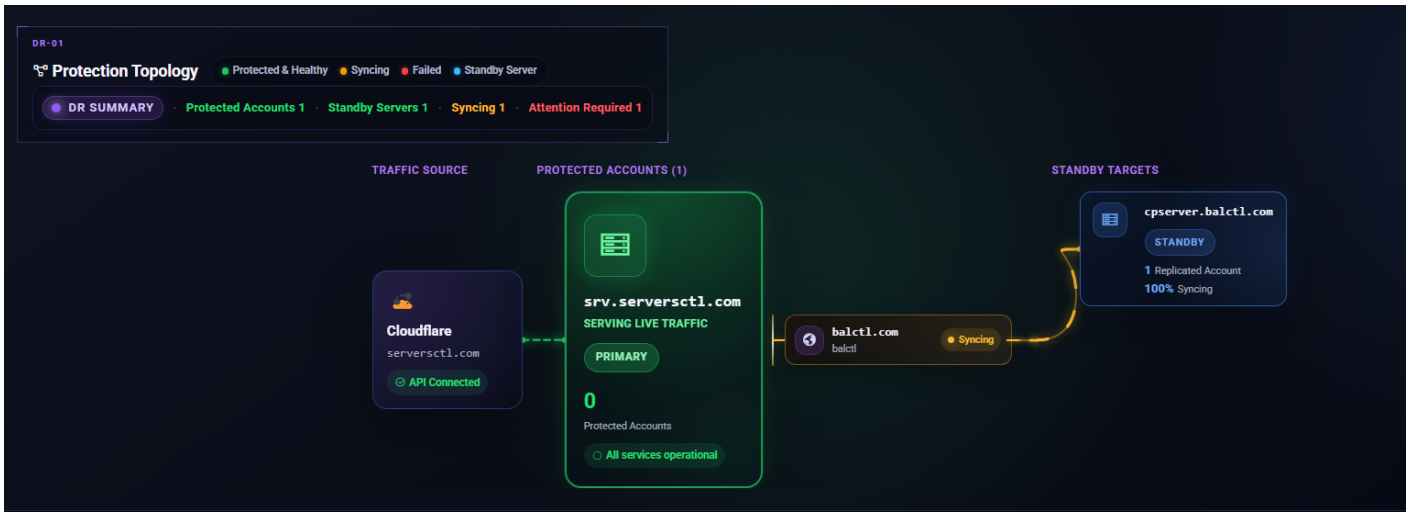 DR-01
Protection Topology
Protected & Healthy
Syncing
Failed
Standby Server
DR SUMMARY · Protected Accounts 1 · Standby Servers 1 · Syncing 1 · Attention Required 1
TRAFFIC SOURCE
PROTECTED ACCOUNTS (1)
STANDBY TARGETS
Cloudflare
serversctl.com
API Connected
srv.serversctl.com
SERVING LIVE TRAFFIC
PRIMARY
0
Protected Accounts
All services operational
balctl.com
balctl
Syncing
cpserver.balctl.com
STANDBY
1 Replicated Account
100% Syncing